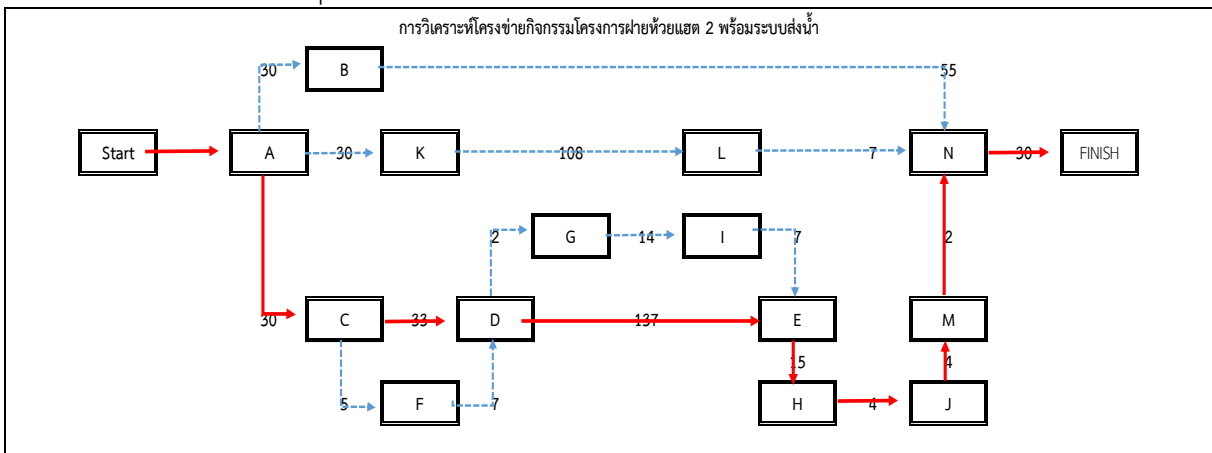 การวิเคราะห์โครงข่ายกิจกรรมโครงการฝายห้วยแฮต 2 พร้อมระบบส่งน้ำ
30 B 55
Start A 30 K 108 L 7 N 30 FINISH
2 G 14 I 7 2
30 C 33 D 137 E M
15 4
5 F 7 H 4 J